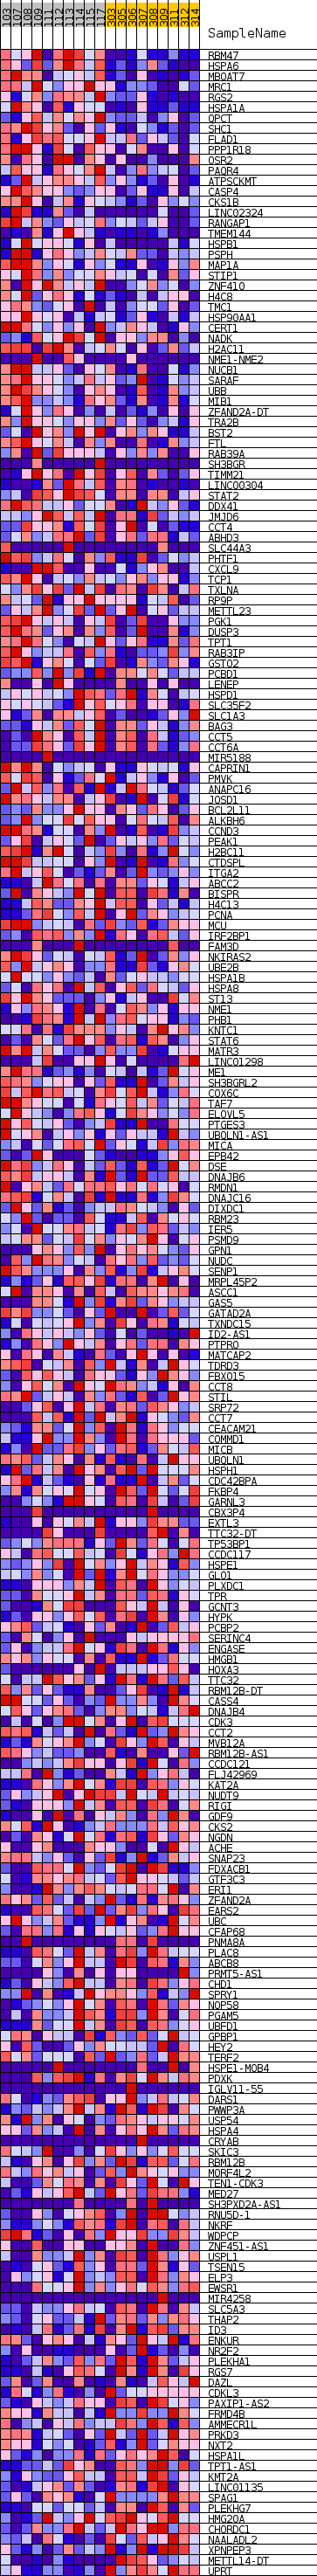 103 107 108 109 111 112 113 114 115 117 303 305 306 307 308 309 311 312 314
SampleName
RBM47
HSPA6
MBOAT7
MRC1
RGS2
HSPA1A
QPCT
SHC1
ELAD1
PPP1R18
OSR2
PAQR4
ATPSCKMT
CASP4
CKS1B
LINC02324
RANGAP1
TMEM144
HSPB1
PSPH
MAP1A
STIP1
ZNF410
H4C8
TMC1
HSP90AA1
CERT1
NADK
H2AC11
NME1-NME2
NUCB1
SARAF
UBB
MIB1
ZFAND2A-DT
TRA2B
BST2
FTL
RAB39A
SH3BGR
TIMM21
LINC00304
STAT2
DDX41
JMJD6
CCT4
ABHD3
SLC44A3
PHTF1
CXCL9
TCP1
TXLNA
RP9P
METTL23
PGK1
DUSP3
TPT1
RAB3IP
GSTO2
PCBD1
LENEP
HSPD1
SLC35F2
SLC1A3
BAG3
CCT5
CCT6A
MIR5188
CAPRIN1
PMVK
ANAPC16
JOSD1
BCL2L11
ALKBH6
CCND3
PEAK1
H2BC11
CTDSPL
ITGA2
ABCC2
BISPR
H4C13
PCNA
MCU
IRF2BP1
FAM3D
NKIRAS2
UBE2B
HSPA1B
HSPA8
ST13
NME1
PHB1
KNTC1
STAT6
MATR3
LINC01298
ME1
SH3BGRL2
COX6C
TAF7
ELOVL5
PTGES3
UBQLN1-AS1
MICA
EPB42
DSE
DNAJB6
RMDN1
DNAJC16
DIXDC1
RBM23
IER5
PSMD9
GPN1
NUDC
SENP1
MRPL45P2
ASCC1
GAS5
GATAD2A
TXNDC15
ID2-AS1
PTPRO
MATCAP2
TDRD3
FBXO15
CCT8
STIL
SRP72
CCT7
CEACAM21
COMMD1
MICB
UBQLN1
HSPH1
CDC42BPA
FKBP4
GARNL3
CBX3P4
EXTL3
TTC32-DT
TP53BP1
CCDC117
HSPE1
GLO1
PLXDC1
TPR
GCNT3
HYPK
PCBP2
SERINC4
ENGASE
HMGB1
HOXA3
TTC32
RBM12B-DT
CASS4
DNAJB4
CDK3
CCT2
MVB12A
RBM12B-AS1
CCDC121
FLJ42969
KAT2A
NUDT9
RIGI
GDF9
CKS2
NGDN
ACHE
SNAP23
FDXACB1
GTF3C3
ERI1
ZFAND2A
EARS2
UBC
CFAP68
PNMA8A
PLAC8
ABCB8
PRMT5-AS1
CHD1
SPRY1
NOP58
PGAM5
UBFD1
GPBP1
HEY2
TERF2
HSPE1-MOB4
PDXK
IGLV11-55
DARS1
PWWP3A
USP54
HSPA4
CRYAB
SKIC3
RBM12B
MORF4L2
TEN1-CDK3
MED27
SH3PXD2A-AS1
RNU5D-1
NKRF
WDPCP
ZNF451-AS1
USPL1
TSEN15
ELP3
EWSR1
MIR4258
SLC5A3
THAP2
ID3
ENKUR
NR2F2
PLEKHA1
RGS7
DAZL
CDKL3
PAXIP1-AS2
FRMD4B
AMMECR1L
PRKD3
NXT2
HSPA1L
TPT1-AS1
KMT2A
LINC01135
SPAG1
PLEKHG7
HMG20A
CHORDC1
NAALADL2
XPNPEP3
METTL14-DT
UPRT